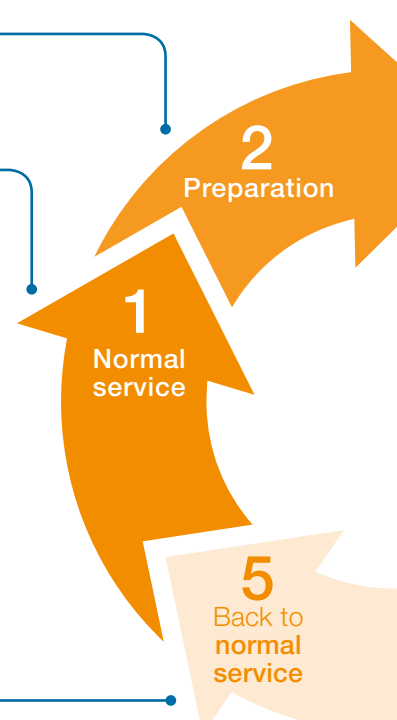 2
Preparation
1
Normal
service
5
Back to
normal
service